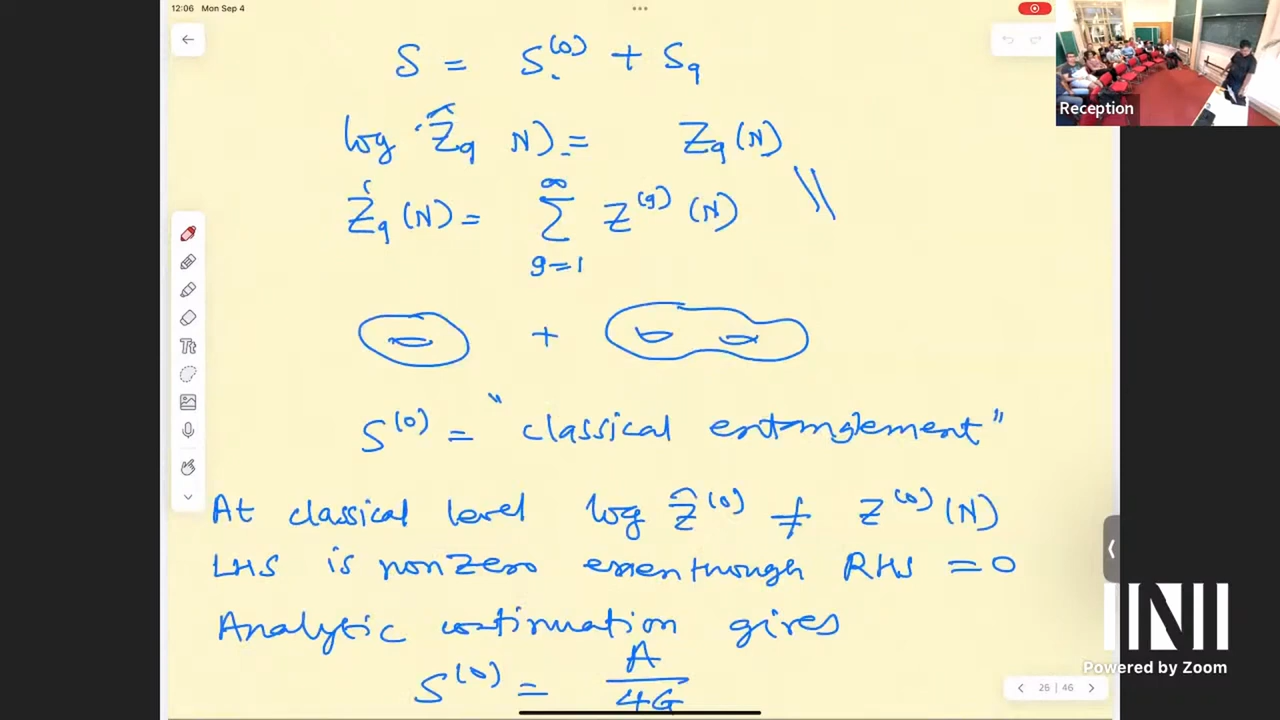 12:06 Mon Sep 4
S = S^(0) + S_q
log Ẑ_q (N) = Z_q (N)
Ẑ_q (N) = ∑_{g=1}^{∞} Z^(g) (N)
+
S^(0) = "classical entanglement"
At classical level log Ẑ^(0) ≠ Z^(0) (N)
LHS is nonzero eventhough RHS = 0
Analytic continuation gives
S^(0) = A / 4G
Reception
INI
Powered by Zoom
Tt
26 | 46